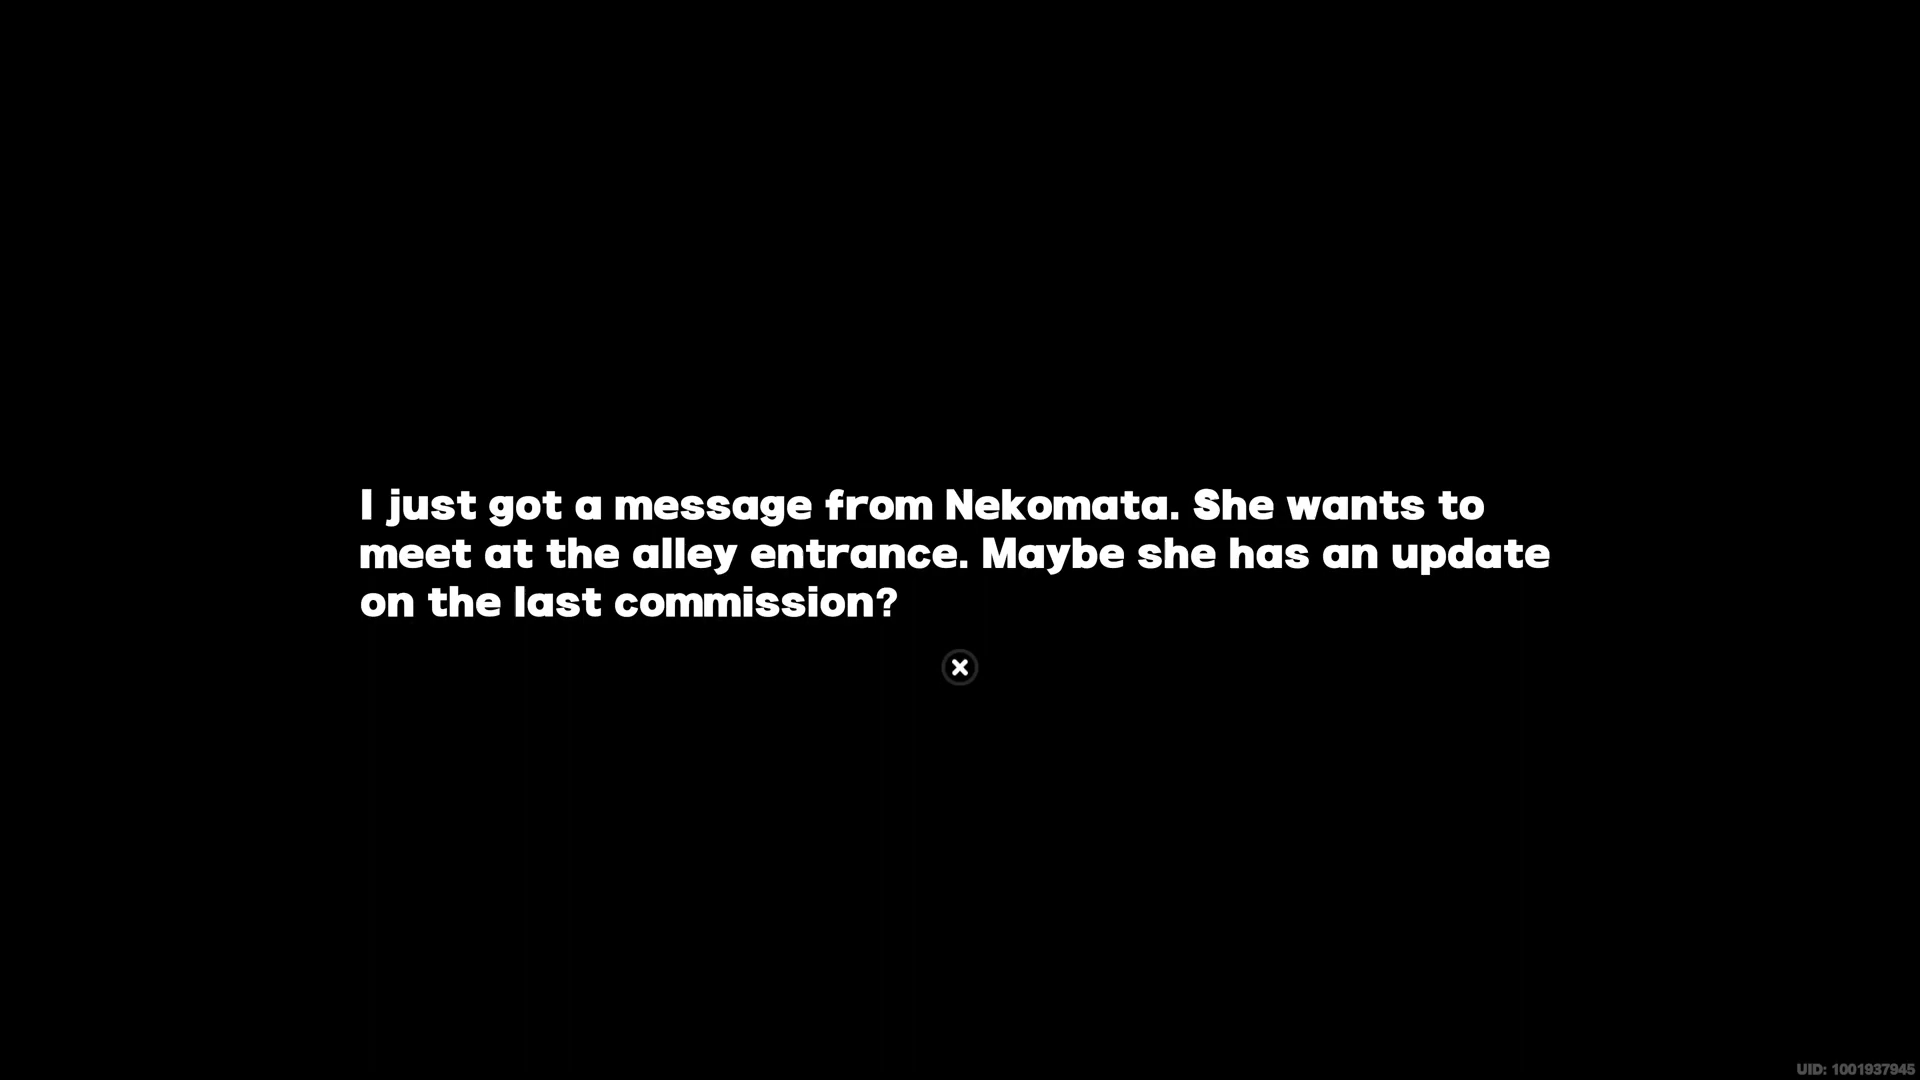 I just got a message from Nekomata. She wants to
meet at the alley entrance. Maybe she has an update
on the last commission?
UID: 1001937945